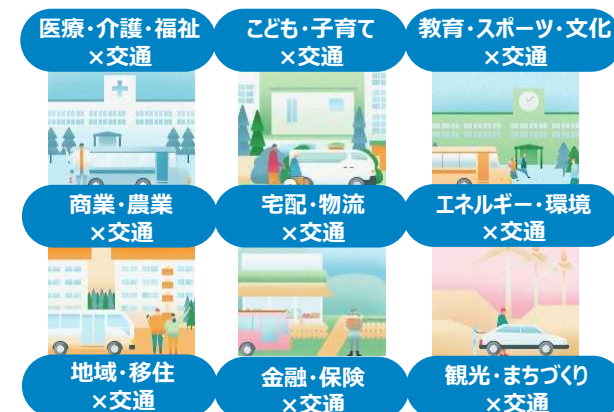 医療・介護・福祉
×交通
こども・子育て
×交通
教育・スポーツ・文化
×交通
商業・農業
×交通
宅配・物流
×交通
エネルギー・環境
×交通
地域・移住
×交通
金融・保険
×交通
観光・まちづくり
×交通